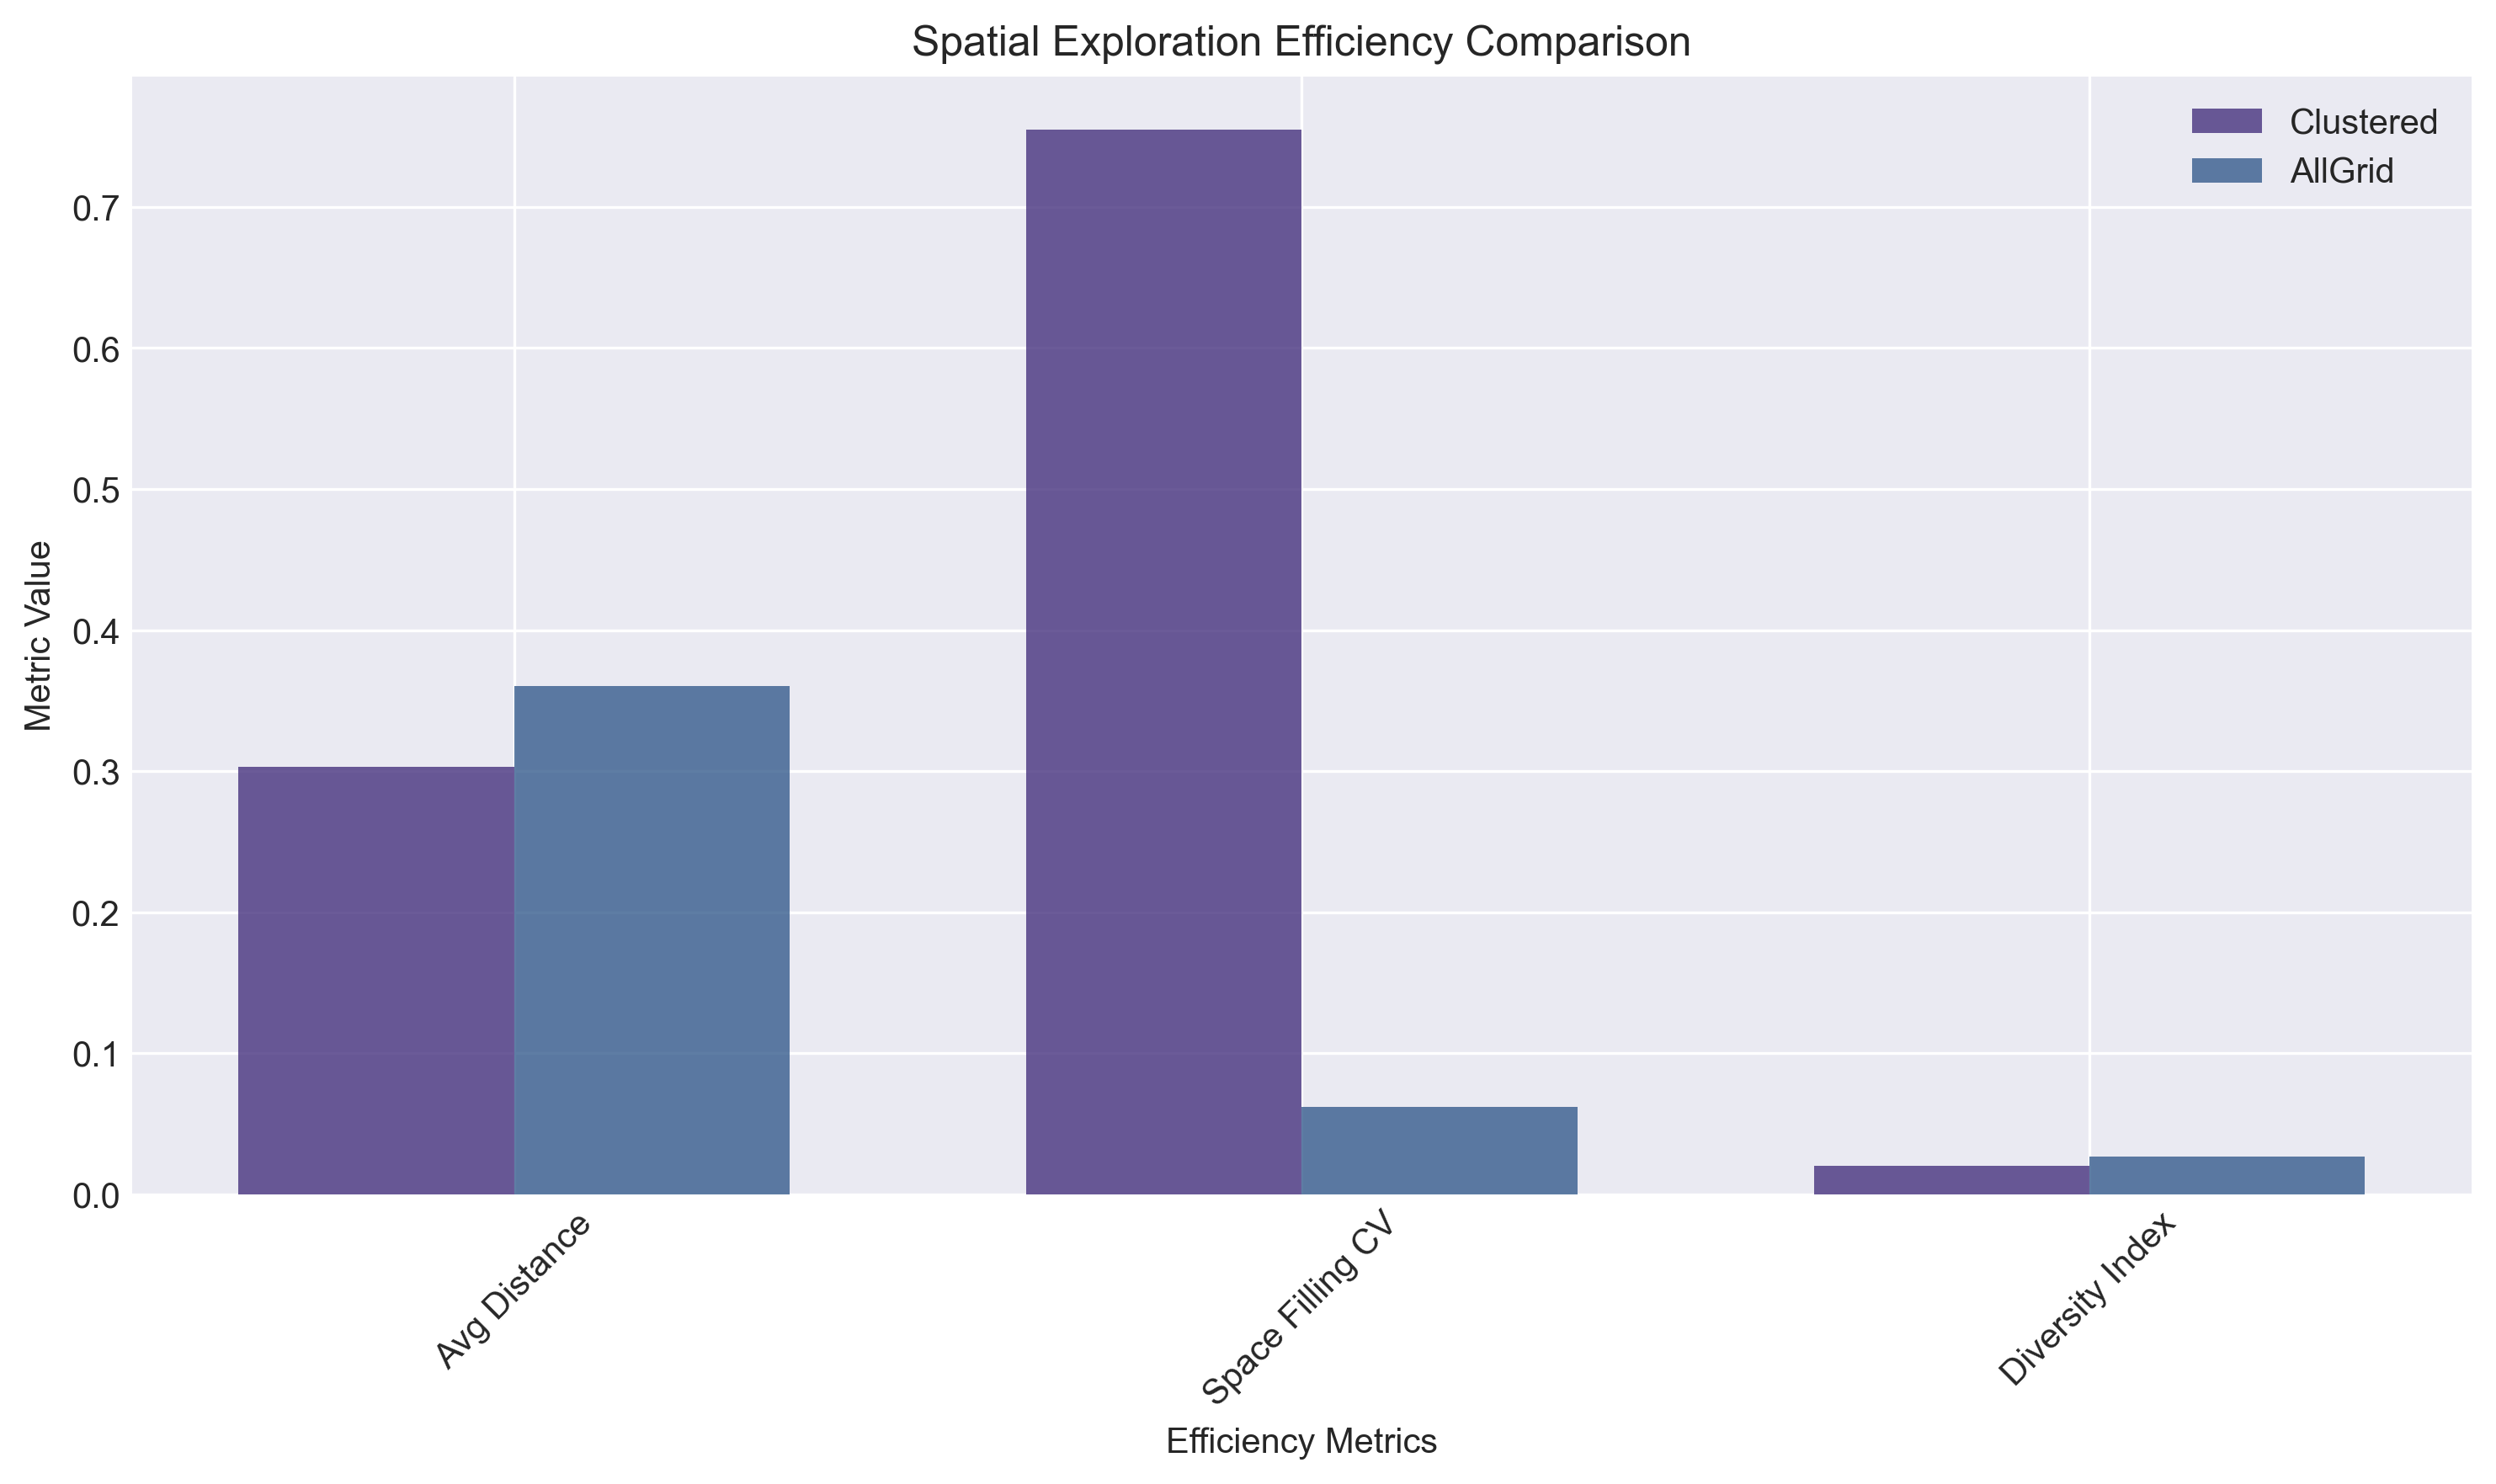 Spatial Exploration Efficiency Comparison
Clustered
AllGrid
Metric Value
0.7
0.6
0.5
0.4
0.3
0.2
0.1
0.0
Avg Distance
Space Filling CV
Diversity Index
Efficiency Metrics